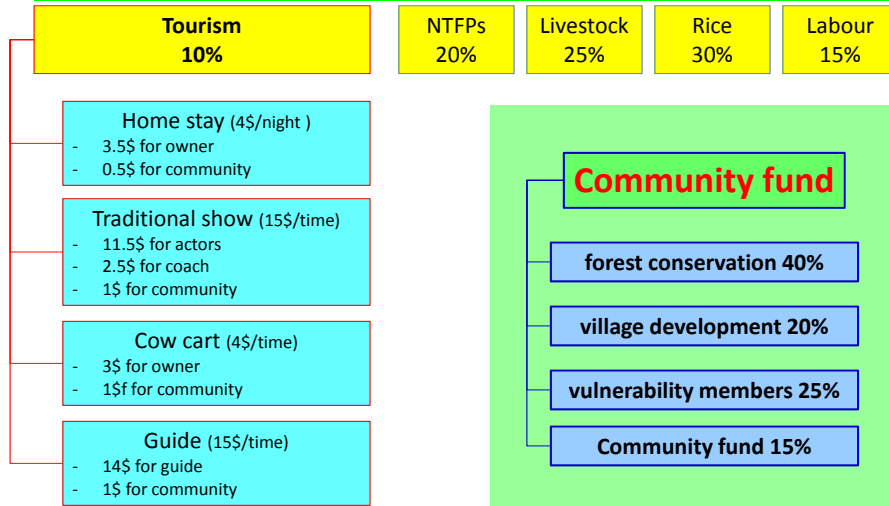 Tourism
10%
NTFPs
20%
Livestock
25%
Rice
30%
Labour
15%
Home stay (4$/night )
- 3.5$ for owner
- 0.5$ for community
Traditional show (15$/time)
- 11.5$ for actors
- 2.5$ for coach
- 1$ for community
Cow cart (4$/time)
- 3$ for owner
- 1$f for community
Guide (15$/time)
- 14$ for guide
- 1$ for community
Community fund
forest conservation 40%
village development 20%
vulnerability members 25%
Community fund 15%